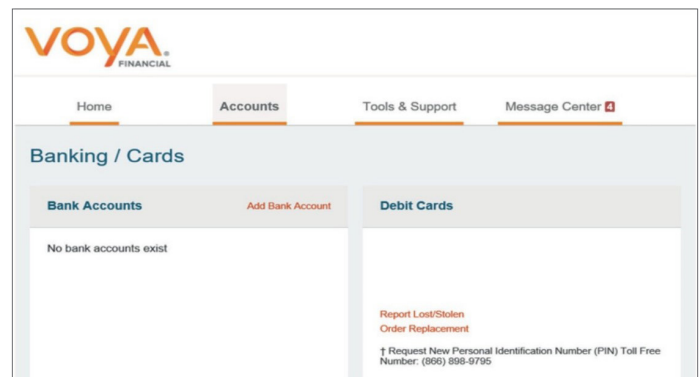 VOYA®
FINANCIAL
Home Accounts Tools & Support Message Center 4
Banking / Cards
Bank Accounts Add Bank Account
No bank accounts exist
Debit Cards
Report Lost/Stolen
Order Replacement
† Request New Personal Identification Number (PIN) Toll Free
Number: (866) 898-9795